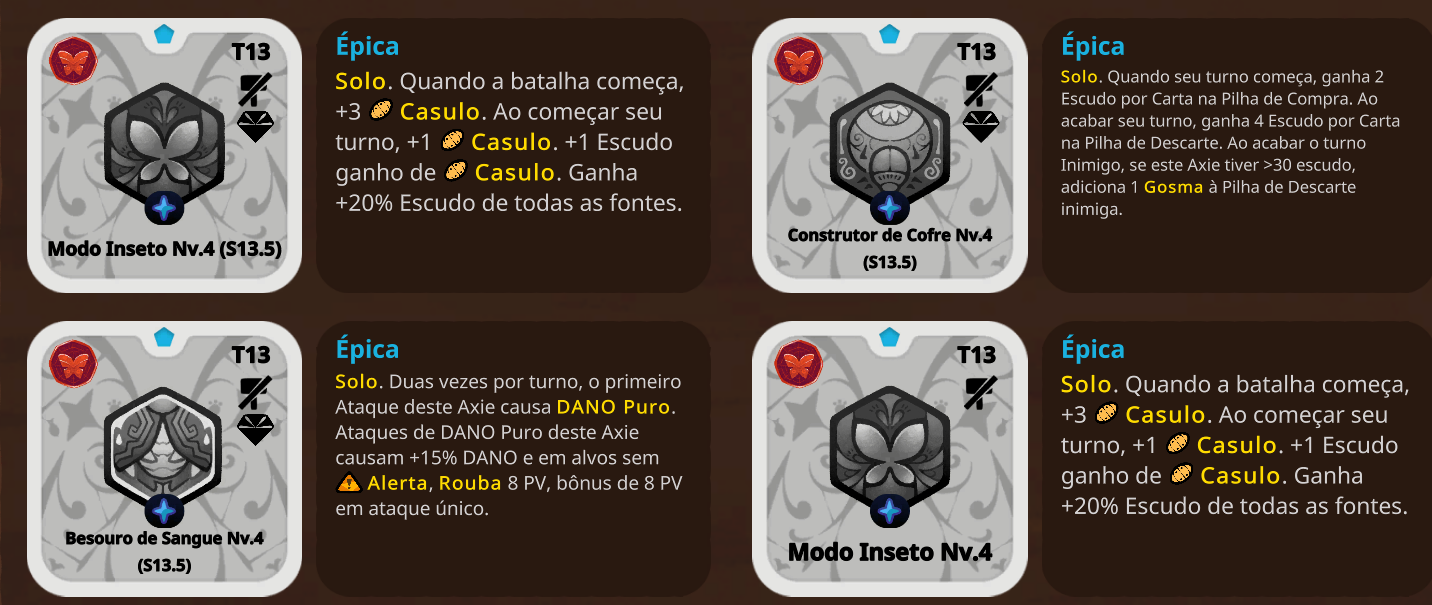 T13
Modo Inseto Nv.4 (S13.5)
Épica
Solo. Quando a batalha começa,
+3 Casulo. Ao começar seu
turno, +1 Casulo. +1 Escudo
ganho de Casulo. Ganha
+20% Escudo de todas as fontes.
T13
Construtor de Cofre Nv.4
(S13.5)
Épica
Solo. Quando seu turno começa, ganha 2
Escudo por Carta na Pilha de Compra. Ao
acabar seu turno, ganha 4 Escudo por Carta
na Pilha de Descarte. Ao acabar o turno
Inimigo, se este Axie tiver >30 escudo,
adiciona 1 Gosma à Pilha de Descarte
inimiga.
T13
Besouro de Sangue Nv.4
(S13.5)
Épica
Solo. Duas vezes por turno, o primeiro
Ataque deste Axie causa DANO Puro.
Ataques de DANO Puro deste Axie
causam +15% DANO e em alvos sem
Alerta, Rouba 8 PV, bônus de 8 PV
em ataque único.
T13
Modo Inseto Nv.4
Épica
Solo. Quando a batalha começa,
+3 Casulo. Ao começar seu
turno, +1 Casulo. +1 Escudo
ganho de Casulo. Ganha
+20% Escudo de todas as fontes.